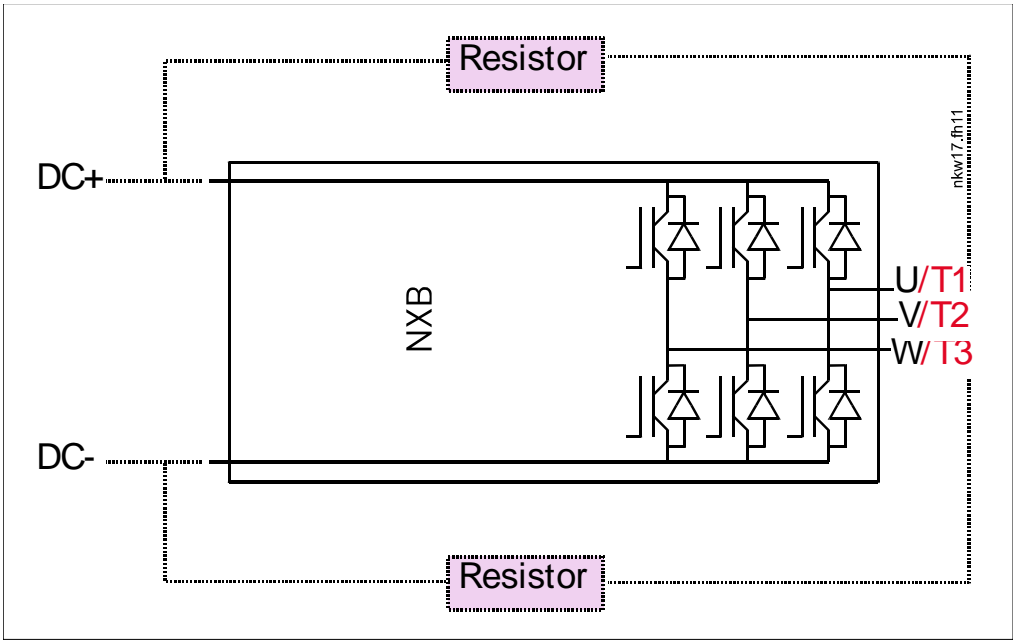 Resistor
nkw17.fh11
DC+
U/T1
NXB
V/T2
W/T3
DC-
Resistor